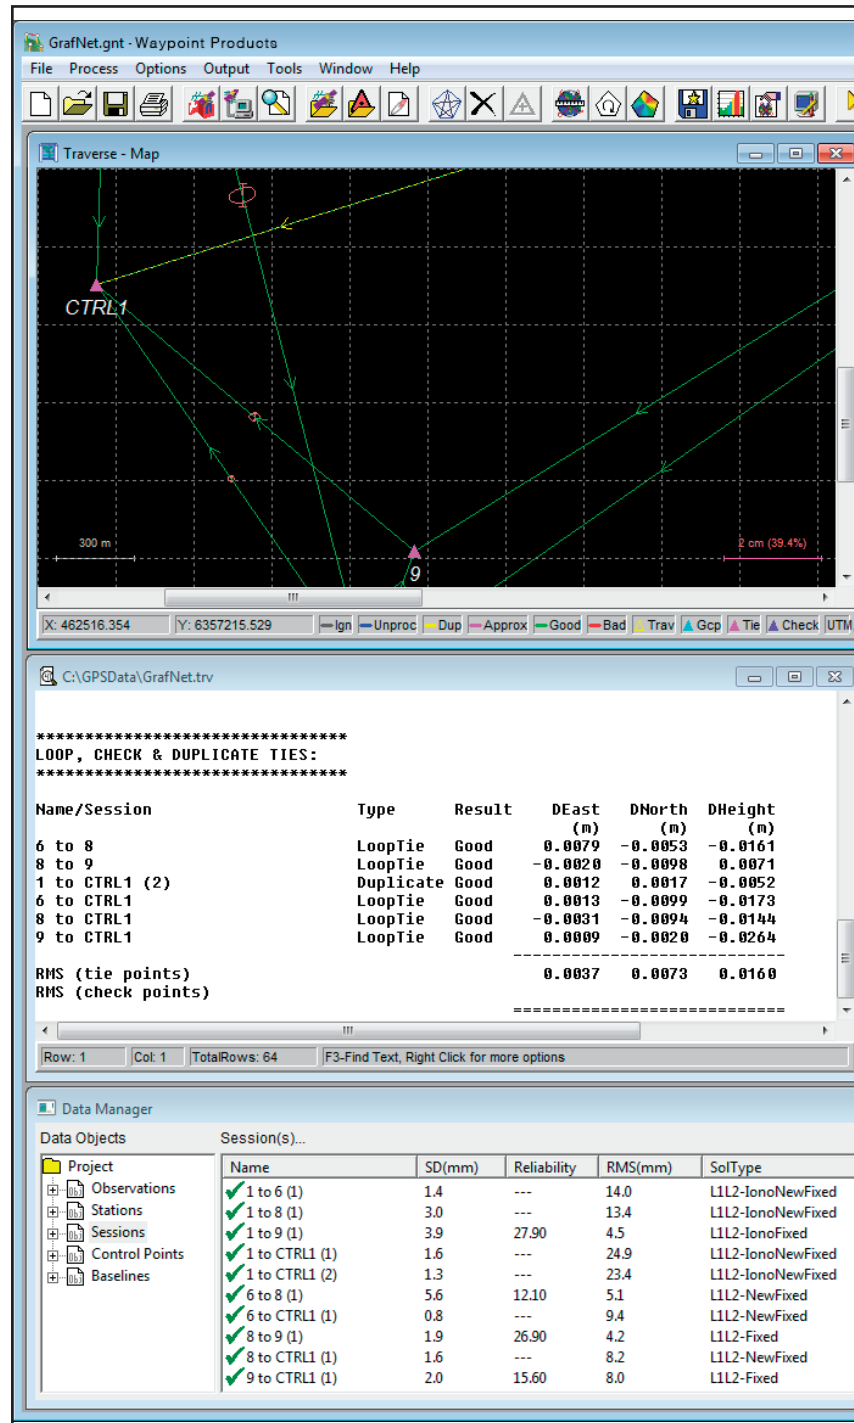 GrafNet.gnt - Waypoint Products
File Process Options Output Tools Window Help
Traverse - Map
CTRL1
300 m
2 cm (39.4%)
9
X: 462516.354 Y: 6357215.529 Ign Unproc Dup Approx Good Bad Trav Gcp Tie Check UTM
C:\GPSData\GrafNet.trv
********************************
LOOP, CHECK & DUPLICATE TIES:
********************************
Name/Session Type Result DEast DNorth DHeight
(m) (m) (m)
6 to 8 LoopTie Good 0.0079 -0.0053 -0.0161
8 to 9 LoopTie Good -0.0020 -0.0098 0.0071
1 to CTRL1 (2) Duplicate Good 0.0012 0.0017 -0.0052
6 to CTRL1 LoopTie Good 0.0013 -0.0099 -0.0173
8 to CTRL1 LoopTie Good -0.0031 -0.0094 -0.0144
9 to CTRL1 LoopTie Good 0.0009 -0.0020 -0.0264
----------------------------
RMS (tie points) 0.0037 0.0073 0.0160
RMS (check points)
============================
Row: 1 Col: 1 TotalRows: 64 F3-Find Text, Right Click for more options
Data Manager
Data Objects Session(s)...
Project
Observations
Stations
Sessions
Control Points
Baselines
Name SD(mm) Reliability RMS(mm) SolType
1 to 6 (1) 1.4 --- 14.0 L1L2-IonoNewFixed
1 to 8 (1) 3.0 --- 13.4 L1L2-IonoNewFixed
1 to 9 (1) 3.9 27.90 4.5 L1L2-IonoFixed
1 to CTRL1 (1) 1.6 --- 24.9 L1L2-IonoNewFixed
1 to CTRL1 (2) 1.3 --- 23.4 L1L2-IonoNewFixed
6 to 8 (1) 5.6 12.10 5.1 L1L2-NewFixed
6 to CTRL1 (1) 0.8 --- 9.4 L1L2-NewFixed
8 to 9 (1) 1.9 26.90 4.2 L1L2-Fixed
8 to CTRL1 (1) 1.6 --- 8.2 L1L2-NewFixed
9 to CTRL1 (1) 2.0 15.60 8.0 L1L2-Fixed